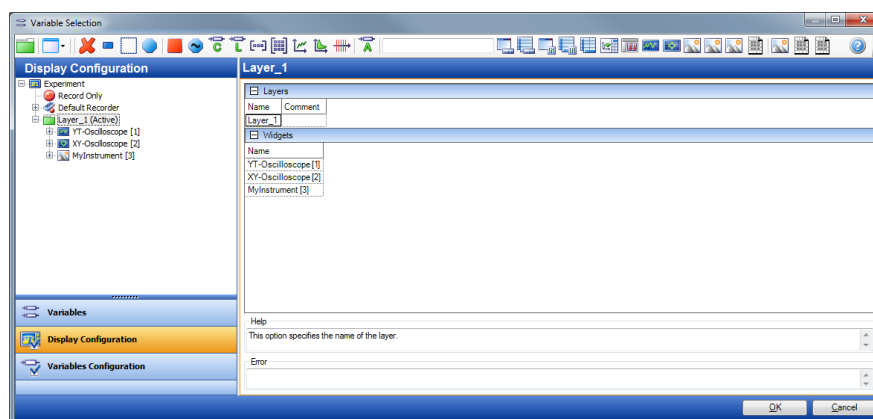 Variable Selection
Display Configuration
Layer_1
Experiment
Record Only
Default Recorder
Layer_1 (Active)
YT-Oscilloscope [1]
XY-Oscilloscope [2]
MyInstrument [3]
Layers
Name Comment
Layer_1
Widgets
Name
YT-Oscilloscope [1]
XY-Oscilloscope [2]
MyInstrument [3]
Variables
Display Configuration
Variables Configuration
Help
This option specifies the name of the layer.
Error
OK Cancel